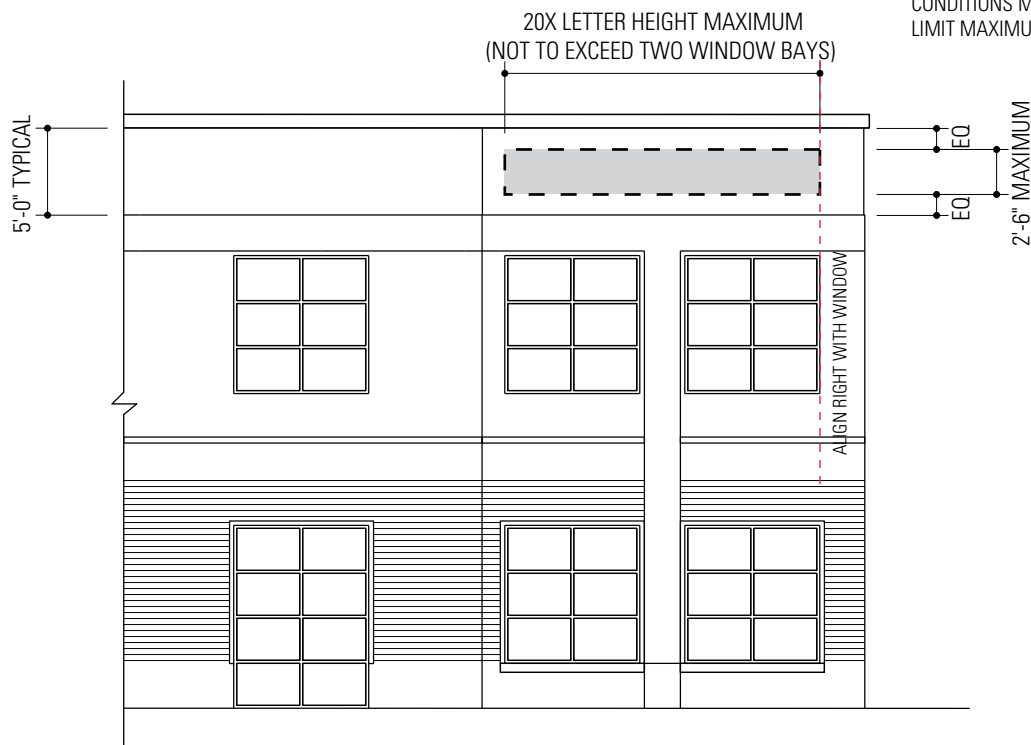 CONDITIONS M
LIMIT MAXIMU
20X LETTER HEIGHT MAXIMUM
(NOT TO EXCEED TWO WINDOW BAYS)
5'-0" TYPICAL
EQ
2'-6" MAXIMUM
EQ
ALIGN RIGHT WITH WINDOW